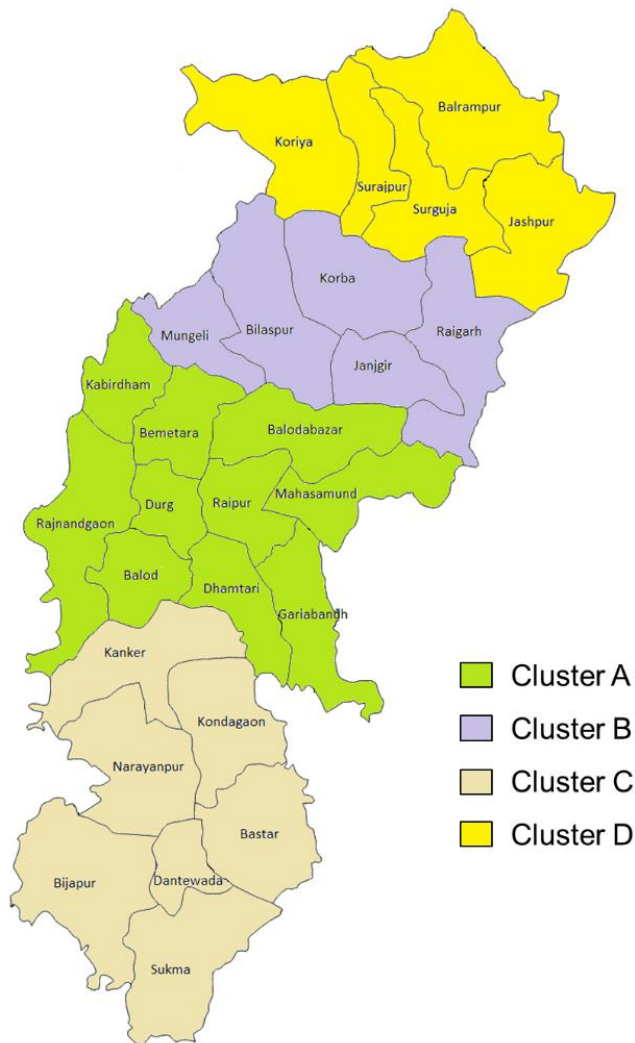 Balrampur
Koriya
Surajpur
Surguja
Jashpur
Korba
Mungeli
Bilaspur
Raigarh
Janjgir
Kabirdham
Bemetara
Balodabazar
Mahasamund
Durg
Raipur
Rajnandgaon
Balod
Dhamtari
Gariabandh
Kanker
Kondagaon
Narayanpur
Bastar
Bijapur
Dantewada
Sukma
Cluster A
Cluster B
Cluster C
Cluster D